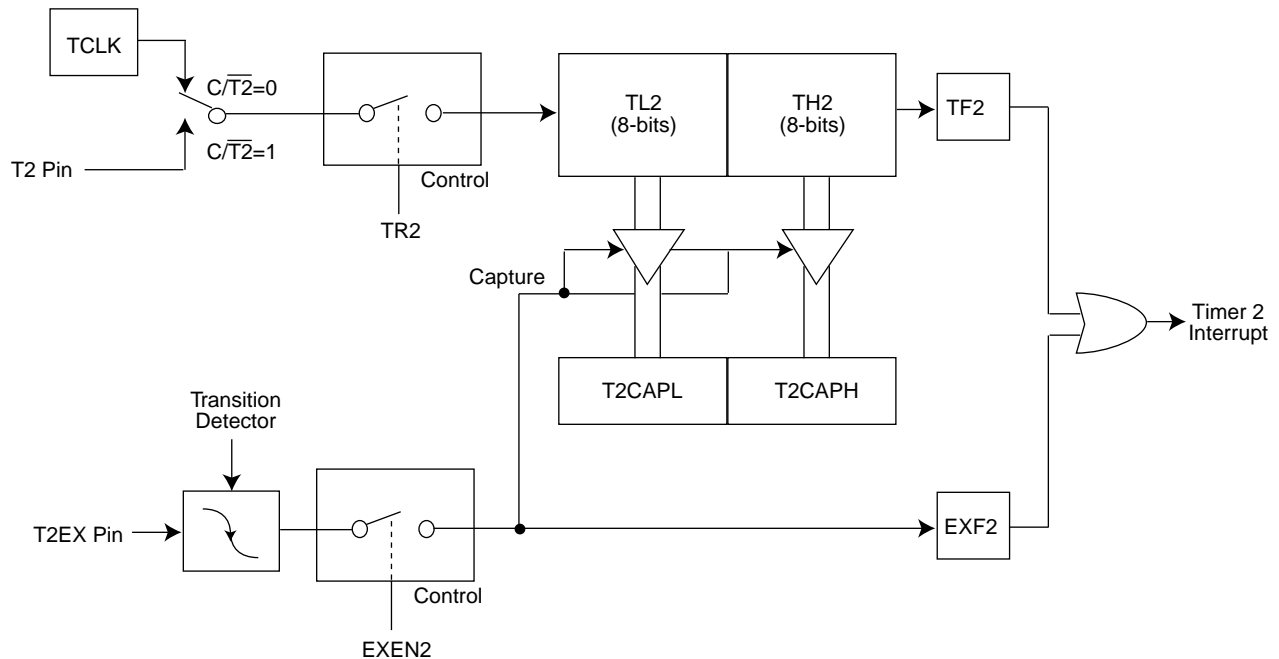 TCLK
C/T2=0
C/T2=1
T2 Pin
Control
TR2
TL2
(8-bits)
TH2
(8-bits)
TF2
Capture
T2CAPL
T2CAPH
Timer 2
Interrupt
Transition
Detector
T2EX Pin
Control
EXEN2
EXF2